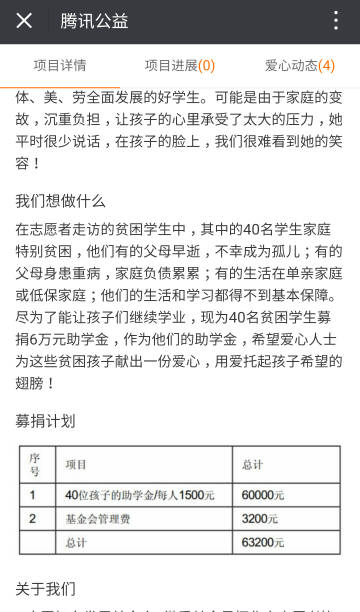 腾讯公益
项目详情 项目进展(0) 爱心动态(4)
体、美、劳全面发展的好学生。可能是由于家庭的变
故，沉重负担，让孩子的心里承受了太大的压力，她
平时很少说话，在孩子的脸上，我们很难看到她的笑
容！
我们想做什么
在志愿者走访的贫困学生中，其中的40名学生家庭
特别贫困，他们有的父母早逝，不幸成为孤儿；有的
父母身患重病，家庭负债累累；有的生活在单亲家庭
或低保家庭；他们的生活和学习都得不到基本保障。
尽为了能让孩子们继续学业，现为40名贫困学生募
捐6万元助学金，作为他们的助学金，希望爱心人士
为这些贫困孩子献出一份爱心，用爱托起孩子希望的
翅膀！
募捐计划
序号 项目 总计
1 40位孩子的助学金/每人1500元 60000元
2 基金会管理费 3200元
总计 63200元
关于我们